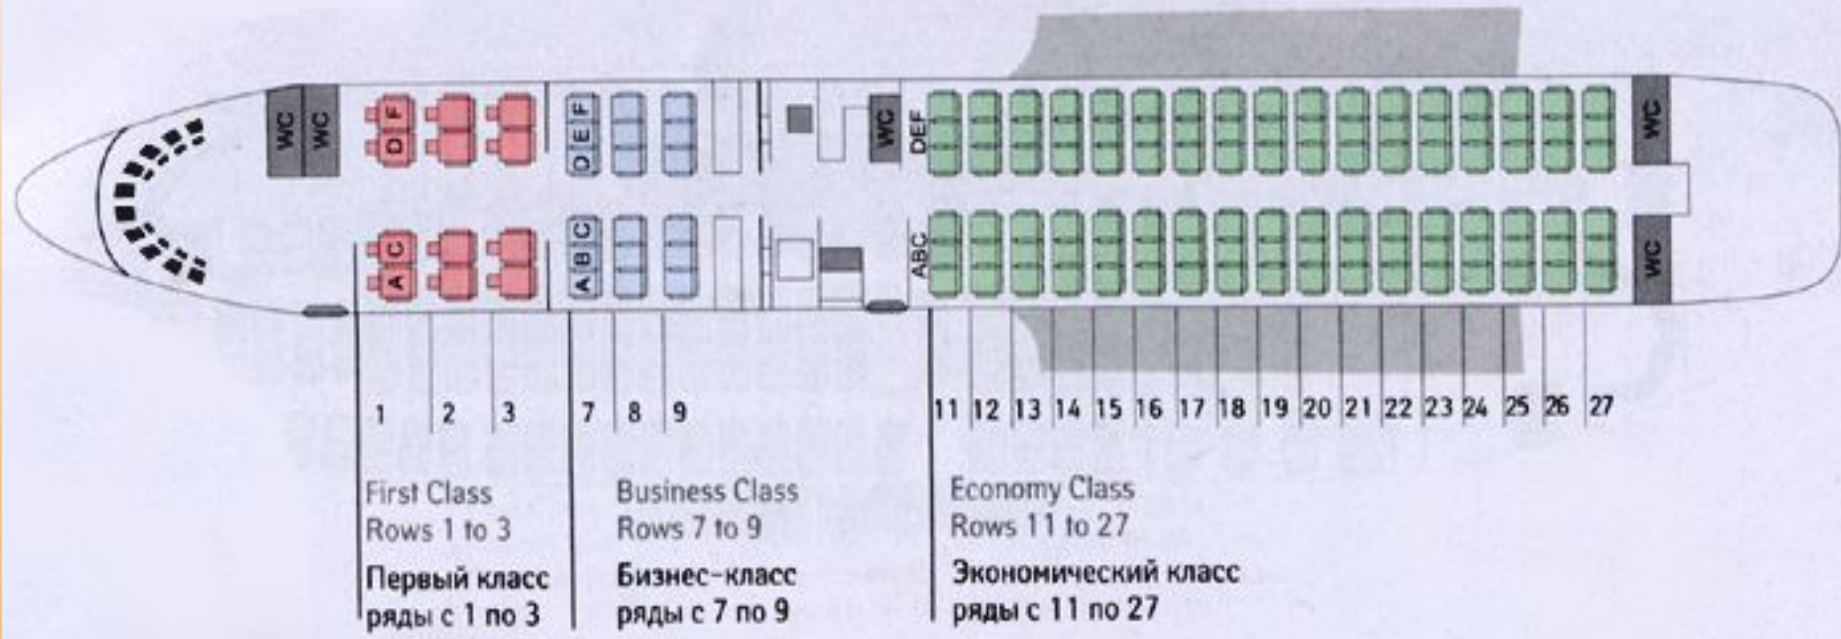 WC WC
D F
D E F
WC
DEF
WC
A C
A B C
ABC
WC
1 2 3 7 8 9 11 12 13 14 15 16 17 18 19 20 21 22 23 24 25 26 27
First Class
Rows 1 to 3
Первый класс
ряды с 1 по 3
Business Class
Rows 7 to 9
Бизнес-класс
ряды с 7 по 9
Economy Class
Rows 11 to 27
Экономический класс
ряды с 11 по 27